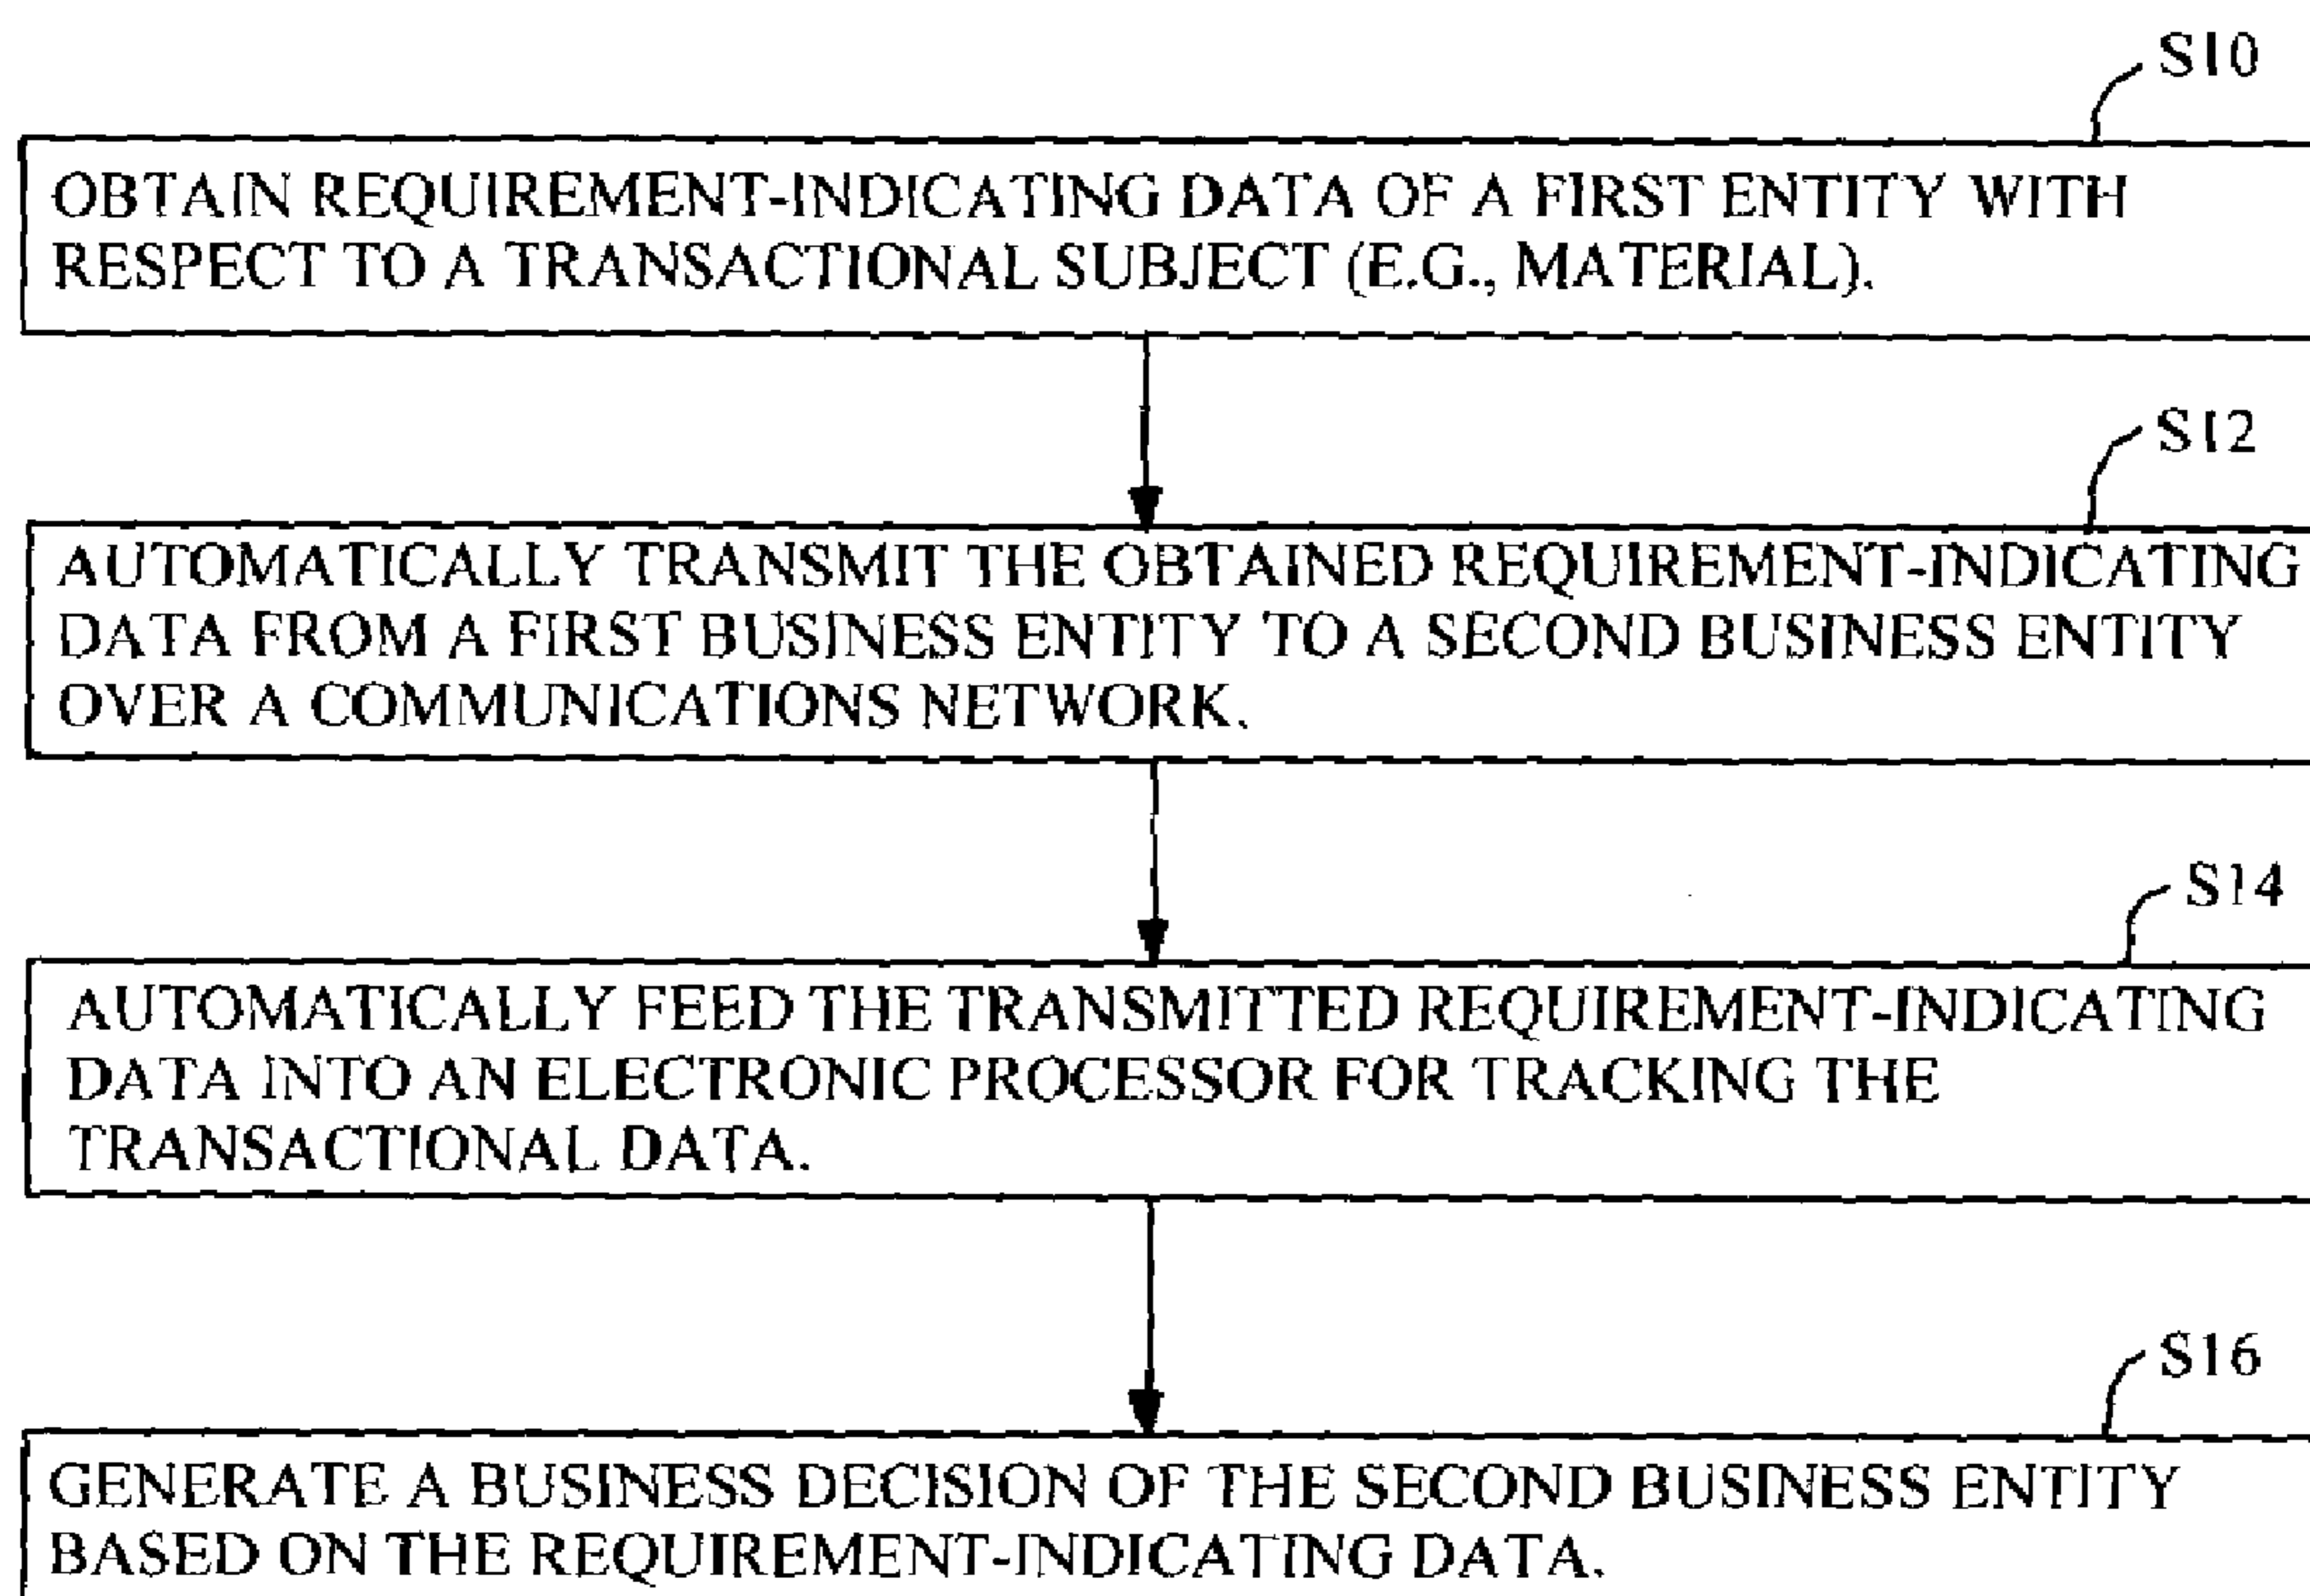 S10
OBTAIN REQUIREMENT-INDICATING DATA OF A FIRST ENTITY WITH
RESPECT TO A TRANSACTIONAL SUBJECT (E.G., MATERIAL).
S12
AUTOMATICALLY TRANSMIT THE OBTAINED REQUIREMENT-INDICATING
DATA FROM A FIRST BUSINESS ENTITY TO A SECOND BUSINESS ENTITY
OVER A COMMUNICATIONS NETWORK.
S14
AUTOMATICALLY FEED THE TRANSMITTED REQUIREMENT-INDICATING
DATA INTO AN ELECTRONIC PROCESSOR FOR TRACKING THE
TRANSACTIONAL DATA.
S16
GENERATE A BUSINESS DECISION OF THE SECOND BUSINESS ENTITY
BASED ON THE REQUIREMENT-INDICATING DATA.